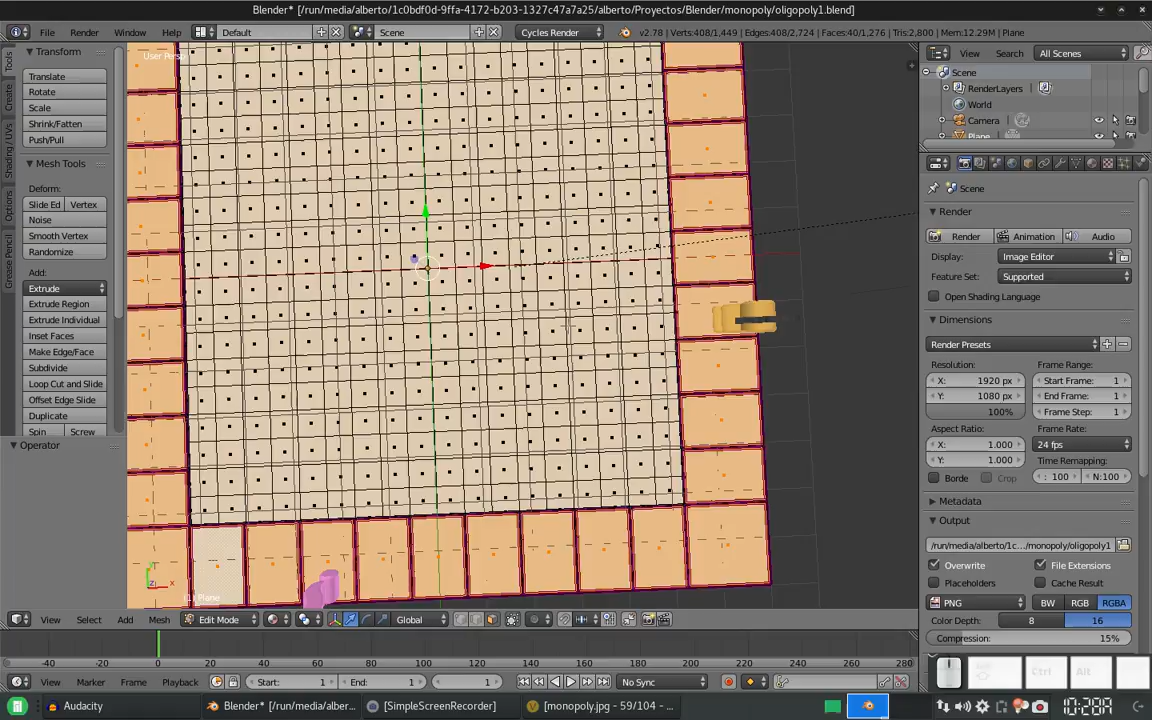 Blender* [/run/media/alberto/1c0bdf0d-9ffa-4172-b203-1327c47a7a25/alberto/Proyectos/Blender/monopoly/oligopoly1.blend]
File Render Window Help Default Scene Cycles Render v2.78 | Verts:408/1,449 | Edges:408/2,724 | Faces:40/1,276 | Tris:2,800 | Mem:12.29M | Plane
Transform
Translate
Rotate
Scale
Shrink/Fatten
Push/Pull
Mesh Tools
Deform:
Slide Ed Vertex
Noise
Smooth Vertex
Randomize
Add:
Extrude
Extrude Region
Extrude Individual
Inset Faces
Make Edge/Face
Subdivide
Loop Cut and Slide
Offset Edge Slide
Duplicate
Spin Screw
Operator
Tools
Create
Shading / UVs
Options
Grease Pencil
User Persp
(1) Plane
z x
View Select Add Mesh Edit Mode Global
View Search All Scenes
Scene
RenderLayers
World
Camera
Plane
Scene
Render
Render Animation Audio
Display: Image Editor
Feature Set: Supported
Open Shading Language
Dimensions
Render Presets
Resolution: Frame Range:
X: 1920 px Start Frame: 1
Y: 1080 px End Frame: 1
100% Frame Step: 1
Aspect Ratio: Frame Rate:
X: 1.000 24 fps
Y: 1.000 Time Remapping:
Borde Crop : 100 N:100
Metadata
Output
/run/media/alberto/1c... /monopoly/oligopoly1
Overwrite File Extensions
Placeholders Cache Result
PNG BW RGB RGBA
Color Depth: 8 16
Compression: 15%
-40 -20 0 20 40 60 80 100 120 140 160 180 200 220 240 260 280
View Marker Frame Playback Start: 1 End: 1 1 No Sync
Ctrl Alt
Audacity Blender* [/run/media/alber... [SimpleScreenRecorder] [monopoly.jpg - 59/104 - ...